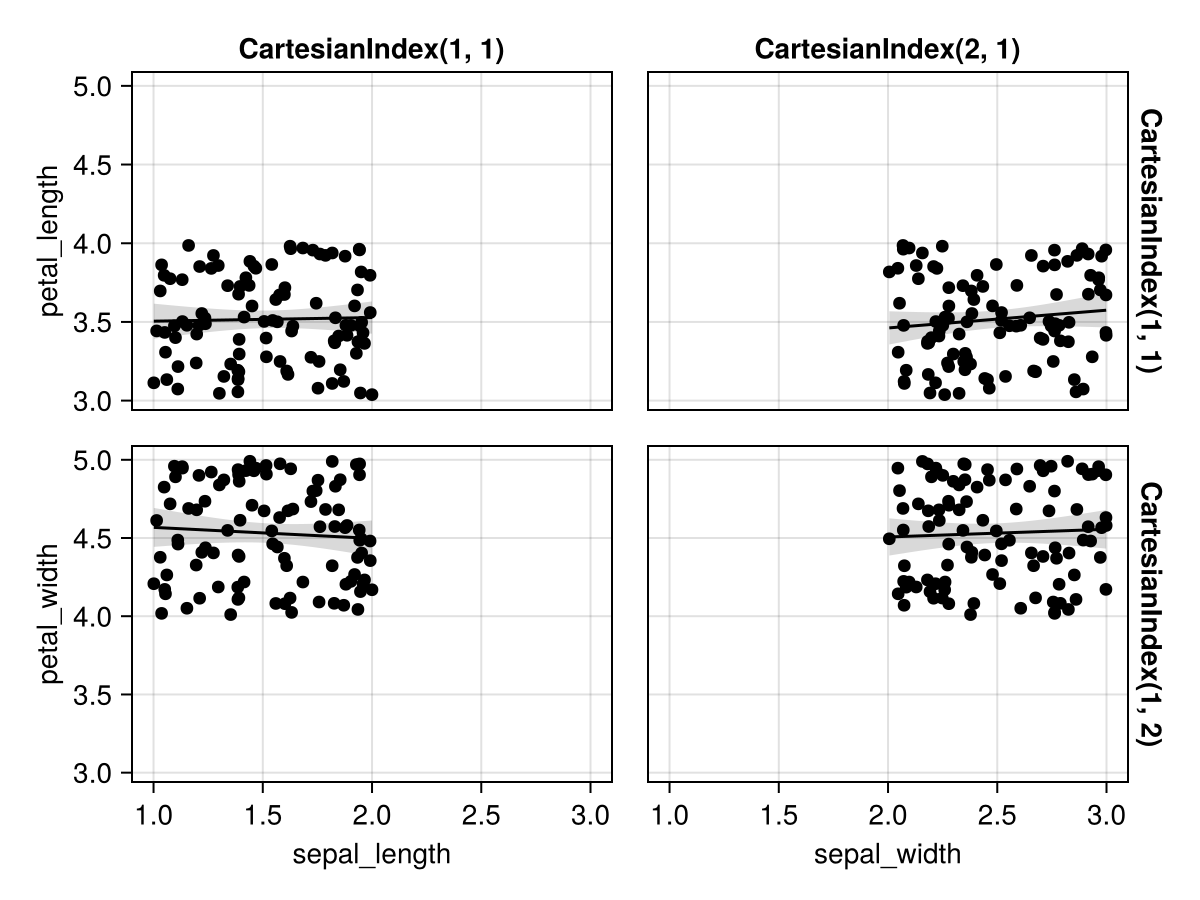 CartesianIndex(1, 1)
CartesianIndex(2, 1)
5.0
4.5
4.0
3.5
3.0
petal_length
CartesianIndex(1, 1)
5.0
4.5
4.0
3.5
3.0
petal_width
CartesianIndex(1, 2)
1.0 1.5 2.0 2.5 3.0
1.0 1.5 2.0 2.5 3.0
sepal_length
sepal_width